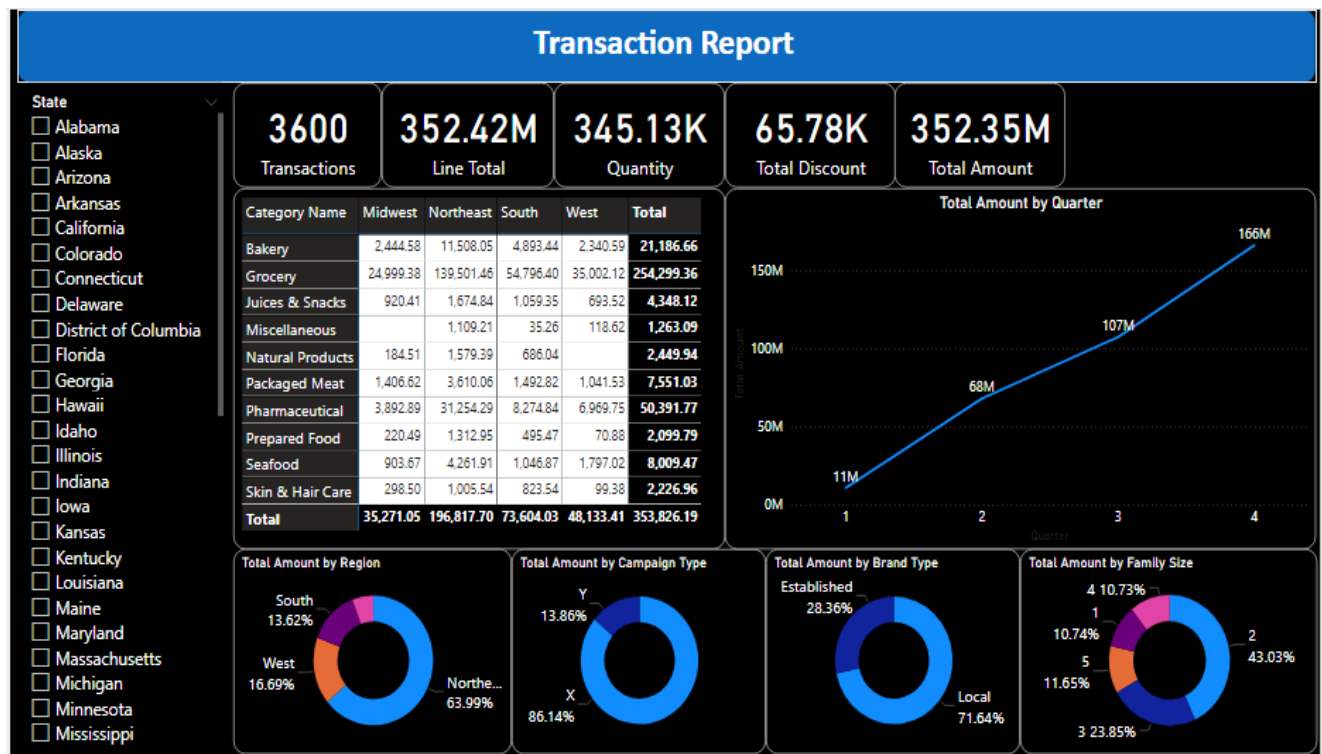 Transaction Report
State
Alabama
Alaska
Arizona
Arkansas
California
Colorado
Connecticut
Delaware
District of Columbia
Florida
Georgia
Hawaii
Idaho
Illinois
Indiana
Iowa
Kansas
Kentucky
Louisiana
Maine
Maryland
Massachusetts
Michigan
Minnesota
Mississippi
3600
Transactions
352.42M
Line Total
345.13K
Quantity
65.78K
Total Discount
352.35M
Total Amount
Category Name Midwest Northeast South West Total
Bakery 2,444.58 11,508.05 4,893.44 2,340.59 21,186.66
Grocery 24,999.38 139,501.46 54,796.40 35,002.12 254,299.36
Juices & Snacks 920.41 1,674.84 1,059.35 693.52 4,348.12
Miscellaneous 1,109.21 35.26 118.62 1,263.09
Natural Products 184.51 1,579.39 686.04 2,449.94
Packaged Meat 1,406.62 3,610.06 1,492.82 1,041.53 7,551.03
Pharmaceutical 3,892.89 31,254.29 8,274.84 6,969.75 50,391.77
Prepared Food 220.49 1,312.95 495.47 70.88 2,099.79
Seafood 903.67 4,261.91 1,046.87 1,797.02 8,009.47
Skin & Hair Care 298.50 1,005.54 823.54 99.38 2,226.96
Total 35,271.05 196,817.70 73,604.03 48,133.41 353,826.19
Total Amount by Quarter
166M
150M
107M
100M
68M
50M
11M
0M
1 2 3 4
Total Amount
Quarter
Total Amount by Region
South
13.62%
West
16.69%
Northe...
63.99%
Total Amount by Campaign Type
Y
13.86%
X
86.14%
Total Amount by Brand Type
Established
28.36%
Local
71.64%
Total Amount by Family Size
4 10.73%
1
10.74%
5
11.65%
2
43.03%
3 23.85%